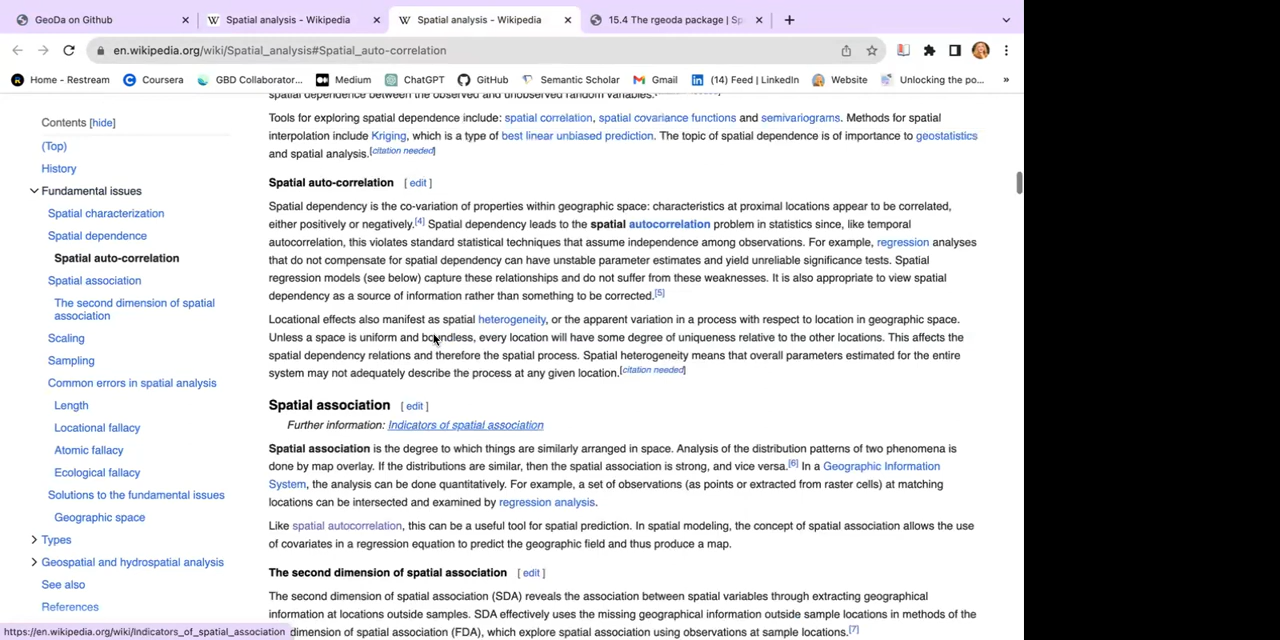 GeoDa on Github
Spatial analysis - Wikipedia
Spatial analysis - Wikipedia
15.4 The rgeoda package | Sp
en.wikipedia.org/wiki/Spatial_analysis#Spatial_auto-correlation
Home - Restream
Coursera
GBD Collaborator...
Medium
ChatGPT
GitHub
Semantic Scholar
Gmail
(14) Feed | LinkedIn
Website
Unlocking the po...
»
Contents [hide]
(Top)
History
Fundamental issues
Spatial characterization
Spatial dependence
Spatial auto-correlation
Spatial association
The second dimension of spatial
association
Scaling
Sampling
Common errors in spatial analysis
Length
Locational fallacy
Atomic fallacy
Ecological fallacy
Solutions to the fundamental issues
Geographic space
Types
Geospatial and hydrospatial analysis
See also
References
https://en.wikipedia.org/wiki/Indicators_of_spatial_association
spatial dependence between the observed and unobserved random variables.
Tools for exploring spatial dependence include: spatial correlation, spatial covariance functions and semivariograms. Methods for spatial
interpolation include Kriging, which is a type of best linear unbiased prediction. The topic of spatial dependence is of importance to geostatistics
and spatial analysis.[citation needed]
Spatial auto-correlation [ edit ]
Spatial dependency is the co-variation of properties within geographic space: characteristics at proximal locations appear to be correlated,
either positively or negatively.[4] Spatial dependency leads to the spatial autocorrelation problem in statistics since, like temporal
autocorrelation, this violates standard statistical techniques that assume independence among observations. For example, regression analyses
that do not compensate for spatial dependency can have unstable parameter estimates and yield unreliable significance tests. Spatial
regression models (see below) capture these relationships and do not suffer from these weaknesses. It is also appropriate to view spatial
dependency as a source of information rather than something to be corrected.[5]
Locational effects also manifest as spatial heterogeneity, or the apparent variation in a process with respect to location in geographic space.
Unless a space is uniform and boundless, every location will have some degree of uniqueness relative to the other locations. This affects the
spatial dependency relations and therefore the spatial process. Spatial heterogeneity means that overall parameters estimated for the entire
system may not adequately describe the process at any given location.[citation needed]
Spatial association [ edit ]
Further information: Indicators of spatial association
Spatial association is the degree to which things are similarly arranged in space. Analysis of the distribution patterns of two phenomena is
done by map overlay. If the distributions are similar, then the spatial association is strong, and vice versa.[6] In a Geographic Information
System, the analysis can be done quantitatively. For example, a set of observations (as points or extracted from raster cells) at matching
locations can be intersected and examined by regression analysis.
Like spatial autocorrelation, this can be a useful tool for spatial prediction. In spatial modeling, the concept of spatial association allows the use
of covariates in a regression equation to predict the geographic field and thus produce a map.
The second dimension of spatial association [ edit ]
The second dimension of spatial association (SDA) reveals the association between spatial variables through extracting geographical
information at locations outside samples. SDA effectively uses the missing geographical information outside sample locations in methods of the
dimension of spatial association (FDA), which explore spatial association using observations at sample locations.[7]